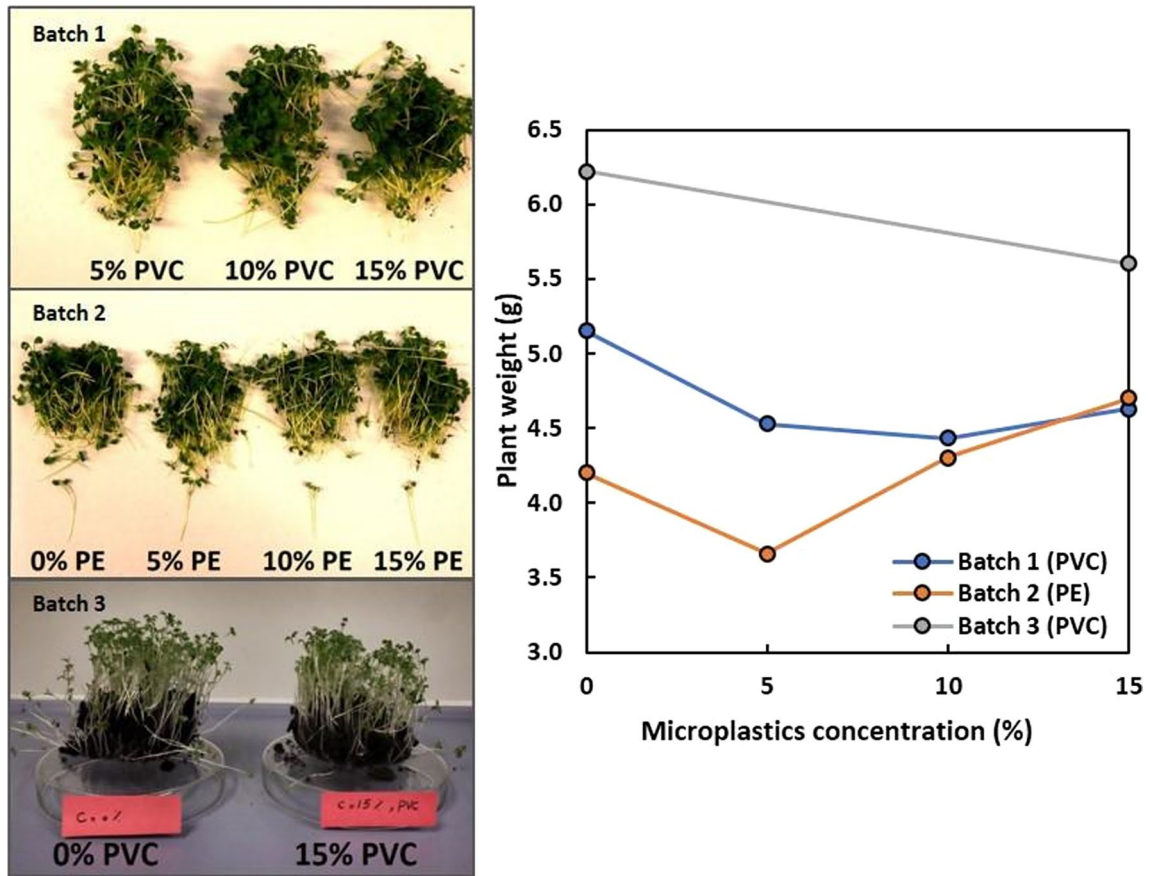 Batch 1
5% PVC 10% PVC 15% PVC
Batch 2
0% PE 5% PE 10% PE 15% PE
Batch 3
C.15%, PVC
0% PVC 15% PVC
6.5
6.0
5.5
5.0
4.5
4.0
3.5
3.0
Plant weight (g)
Batch 1 (PVC)
Batch 2 (PE)
Batch 3 (PVC)
0 5 10 15
Microplastics concentration (%)